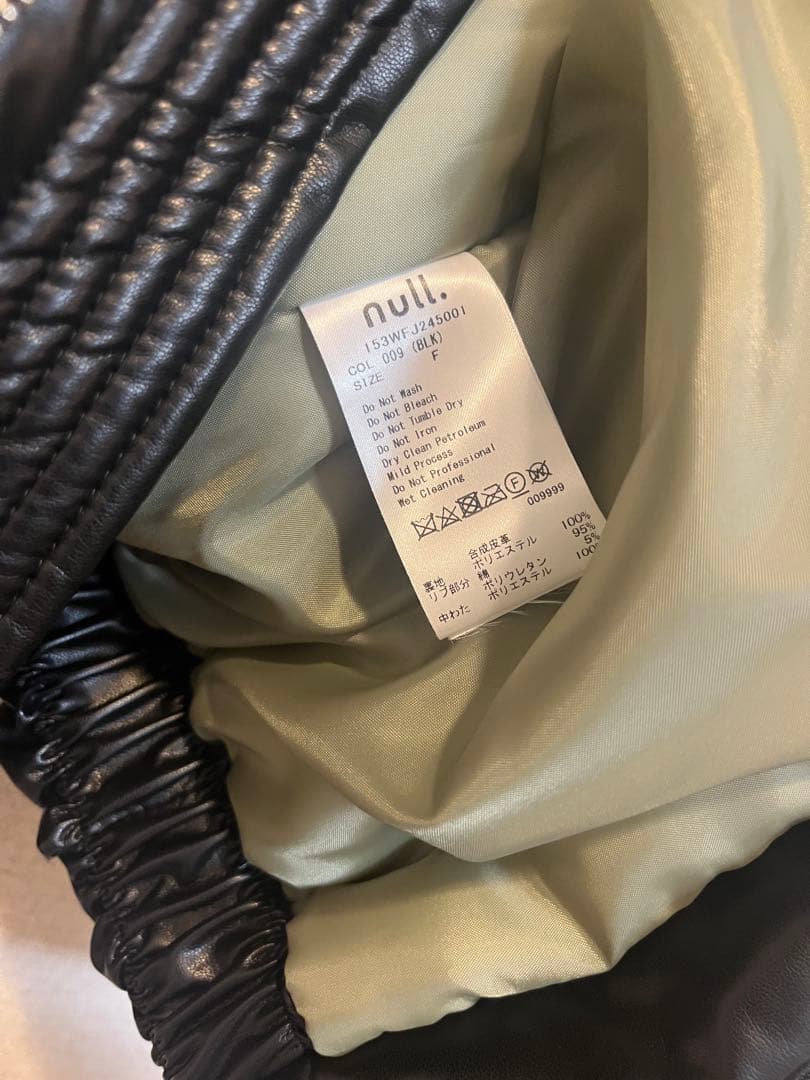 null.
153WFJ245001
COL 009 (BLK)
SIZE F
Do Not Wash
Do Not Bleach
Do Not Tumble Dry
Do Not Iron
Dry Clean Petroleum
Mild Process
Do Not Professional
Wet Cleaning
F W
009999
合成皮革
裏地 ポリエステル 100%
リブ部分 綿 95%
ポリウレタン 5%
中わた ポリエステル 100%